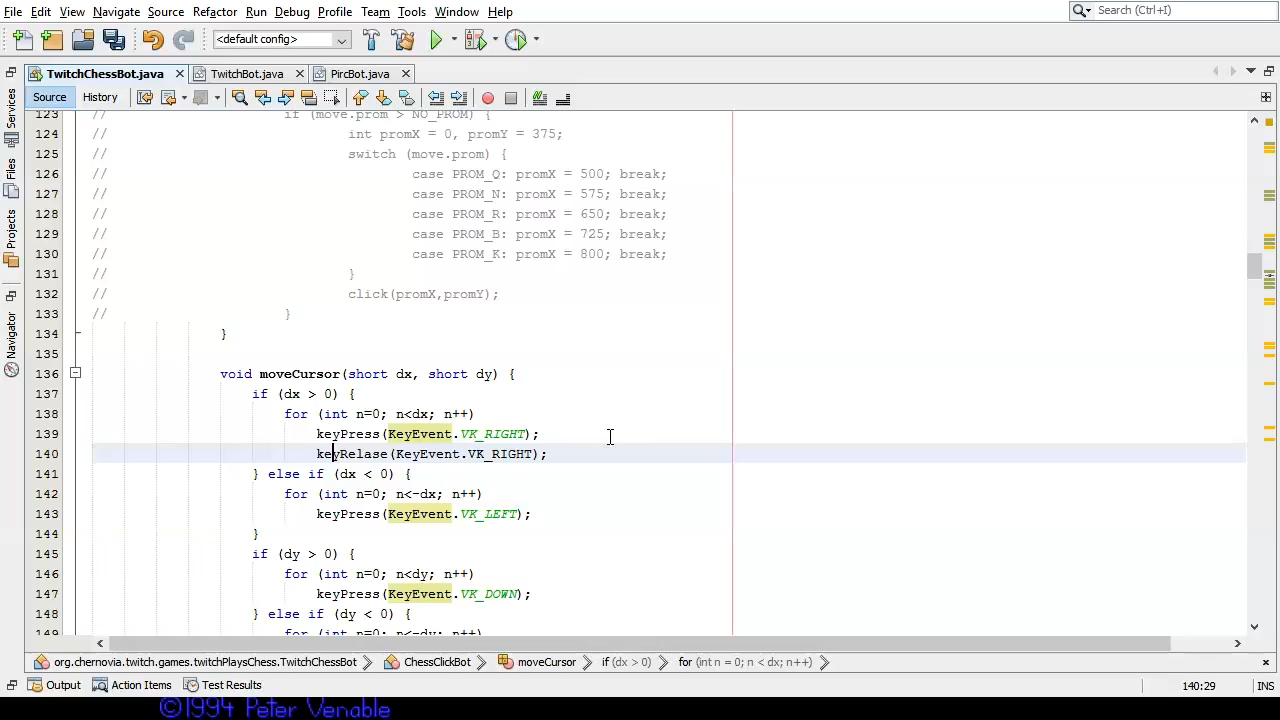 File Edit View Navigate Source Refactor Run Debug Profile Team Tools Window Help Search (Ctrl+I)
<default config>
TwitchChessBot.java TwitchBot.java PircBot.java
Source History
Services
Files
Projects
Navigator
123 // if (move.prom > NO_PROM) {
124 // int promX = 0, promY = 375;
125 // switch (move.prom) {
126 // case PROM_Q: promX = 500; break;
127 // case PROM_N: promX = 575; break;
128 // case PROM_R: promX = 650; break;
129 // case PROM_B: promX = 725; break;
130 // case PROM_K: promX = 800; break;
131 // }
132 // click(promX,promY);
133 // }
134 }
135
136 void moveCursor(short dx, short dy) {
137 if (dx > 0) {
138 for (int n=0; n<dx; n++)
139 keyPress(KeyEvent.VK_RIGHT);
140 keyRelase(KeyEvent.VK_RIGHT);
141 } else if (dx < 0) {
142 for (int n=0; n<-dx; n++)
143 keyPress(KeyEvent.VK_LEFT);
144 }
145 if (dy > 0) {
146 for (int n=0; n<dy; n++)
147 keyPress(KeyEvent.VK_DOWN);
148 } else if (dy < 0) {
149 for (int n=0; n<-dy; n++)
org.chernovia.twitch.games.twitchPlaysChess.TwitchChessBot ChessClickBot moveCursor if (dx > 0) for (int n = 0; n < dx; n++)
Output Action Items Test Results 140:29 INS
©1994 Peter Venable